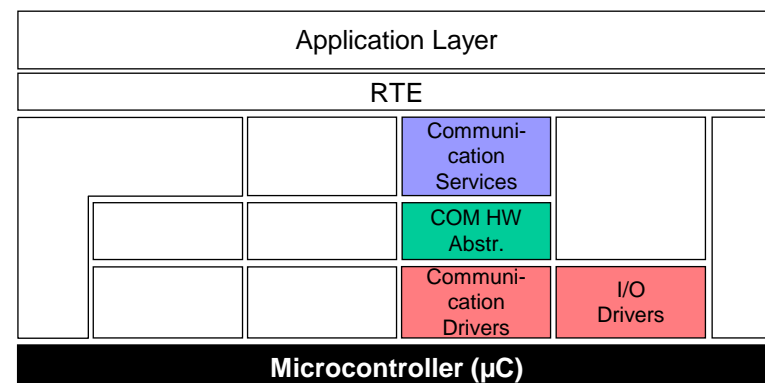 Application Layer
RTE
Communi-
cation
Services
COM HW
Abstr.
Communi-
cation
Drivers
I/O
Drivers
Microcontroller (µC)